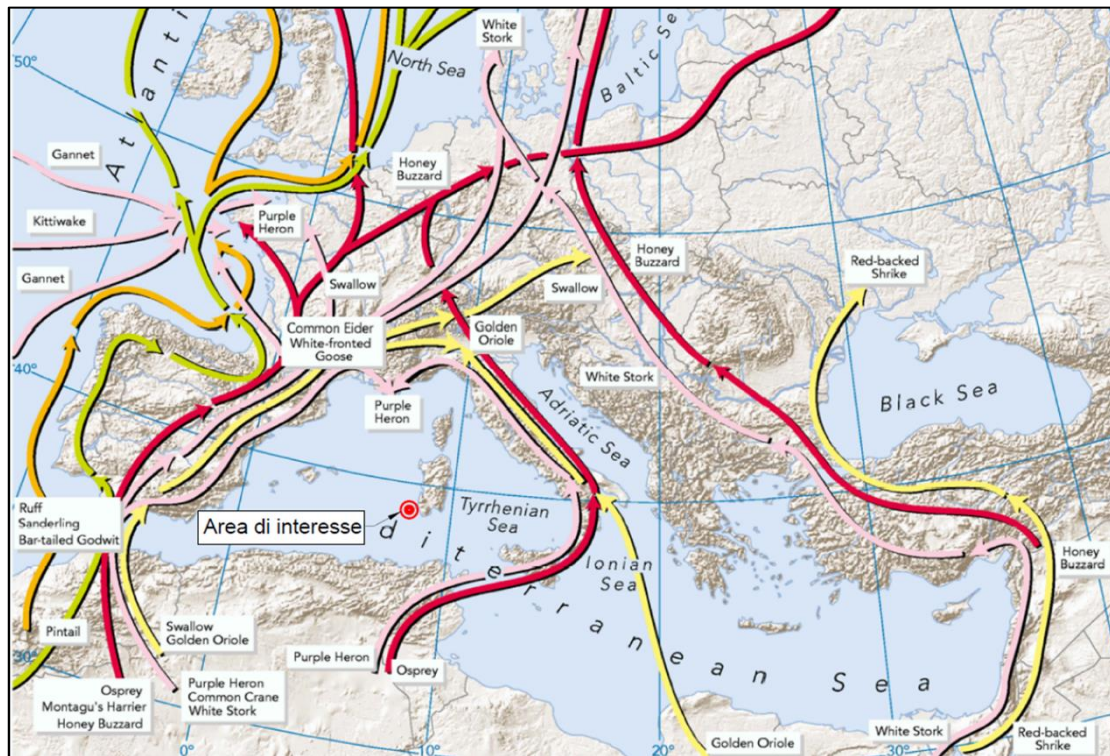 White
Stork
50°
North Sea
Baltic Se
Atlanti
Gannet
Honey
Buzzard
Kittiwake
Purple
Heron
Honey
Buzzard
Red-backed
Shrike
Gannet
Swallow
Swallow
Common Eider
White-fronted
Goose
Golden
Oriole
40°
White Stork
Black Sea
Purple
Heron
Adriatic Sea
Ruff
Sanderling
Bar-tailed Godwit
Area di interesse
Tyrrhenian
Sea
Ionian
Sea
Honey
Buzzard
diterranean Sea
Pintail
Swallow
Golden Oriole
30°
Purple Heron
Osprey
Osprey
Montagu's Harrier
Honey Buzzard
Purple Heron
Common Crane
White Stork
0°
10°
20°
Golden Oriole
White Stork
30°
Red-backed
Shrike